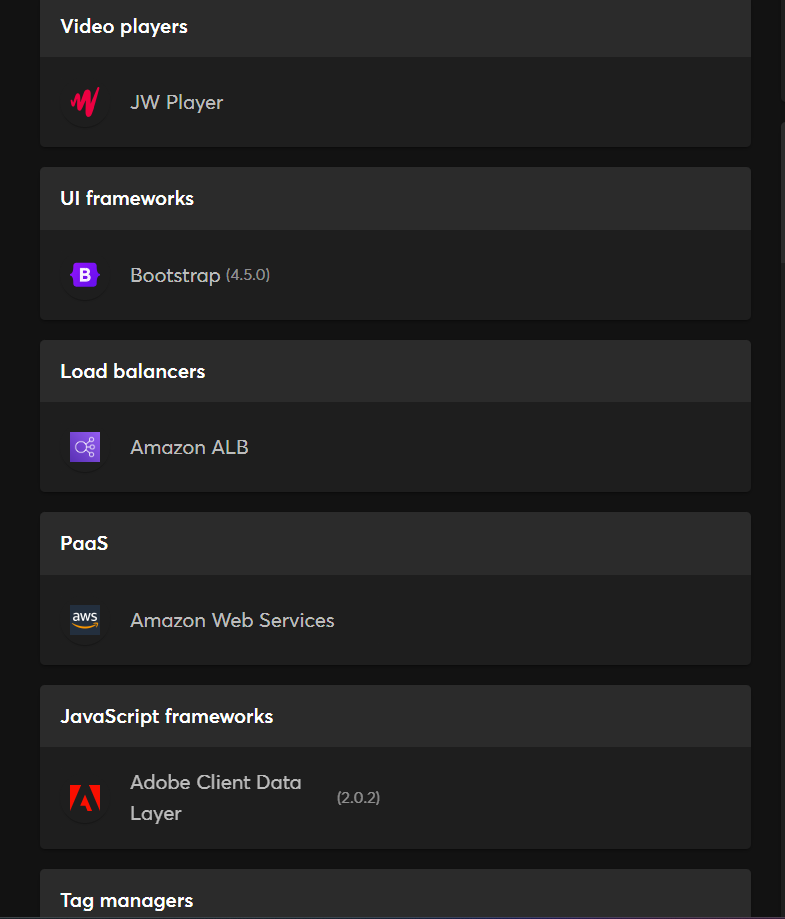 Video players
JW Player
UI frameworks
B
Bootstrap (4.5.0)
Load balancers
Amazon ALB
PaaS
aws
Amazon Web Services
JavaScript frameworks
Adobe Client Data
Layer
(2.0.2)
Tag managers